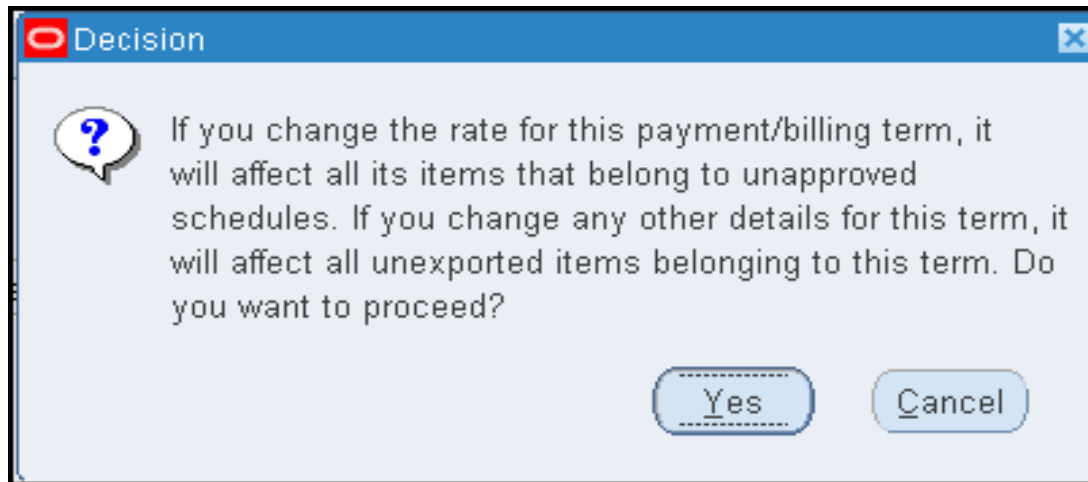 Decision
If you change the rate for this payment/billing term, it
will affect all its items that belong to unapproved
schedules. If you change any other details for this term, it
will affect all unexported items belonging to this term. Do
you want to proceed?
Yes Cancel